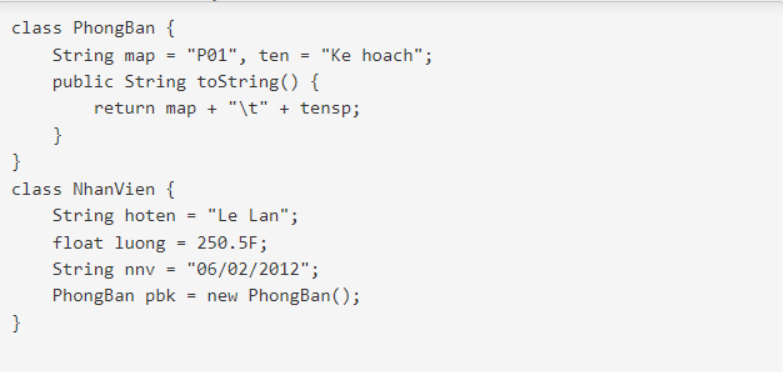 class PhongBan {
    String map = "P01", ten = "Ke hoach";
    public String toString() {
        return map + "\t" + tensp;
    }
}
class NhanVien {
    String hoten = "Le Lan";
    float luong = 250.5F;
    String nnv = "06/02/2012";
    PhongBan pbk = new PhongBan();
}